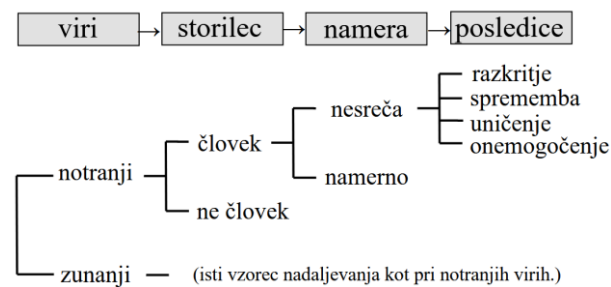 viri → storilec → namera → posledice
razkritje
sprememba
nesreča
uničenje
človek
onemogočenje
notranji
namerno
ne človek
zunanji
(isti vzorec nadaljevanja kot pri notranjih virih.)